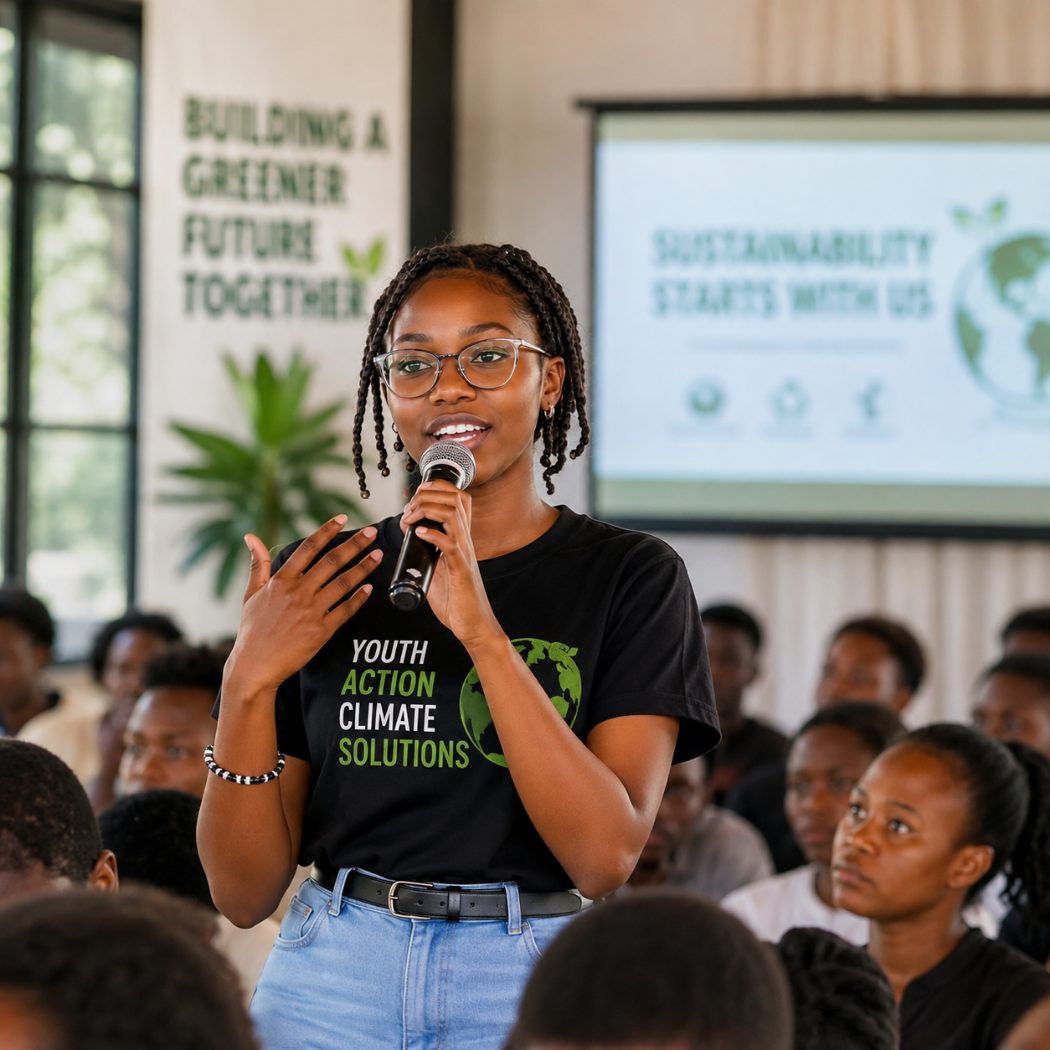 BUILDING A
GREENER
FUTURE
TOGETHER
SUSTAINABILITY
STARTS WITH US
YOUTH
ACTION
CLIMATE
SOLUTIONS